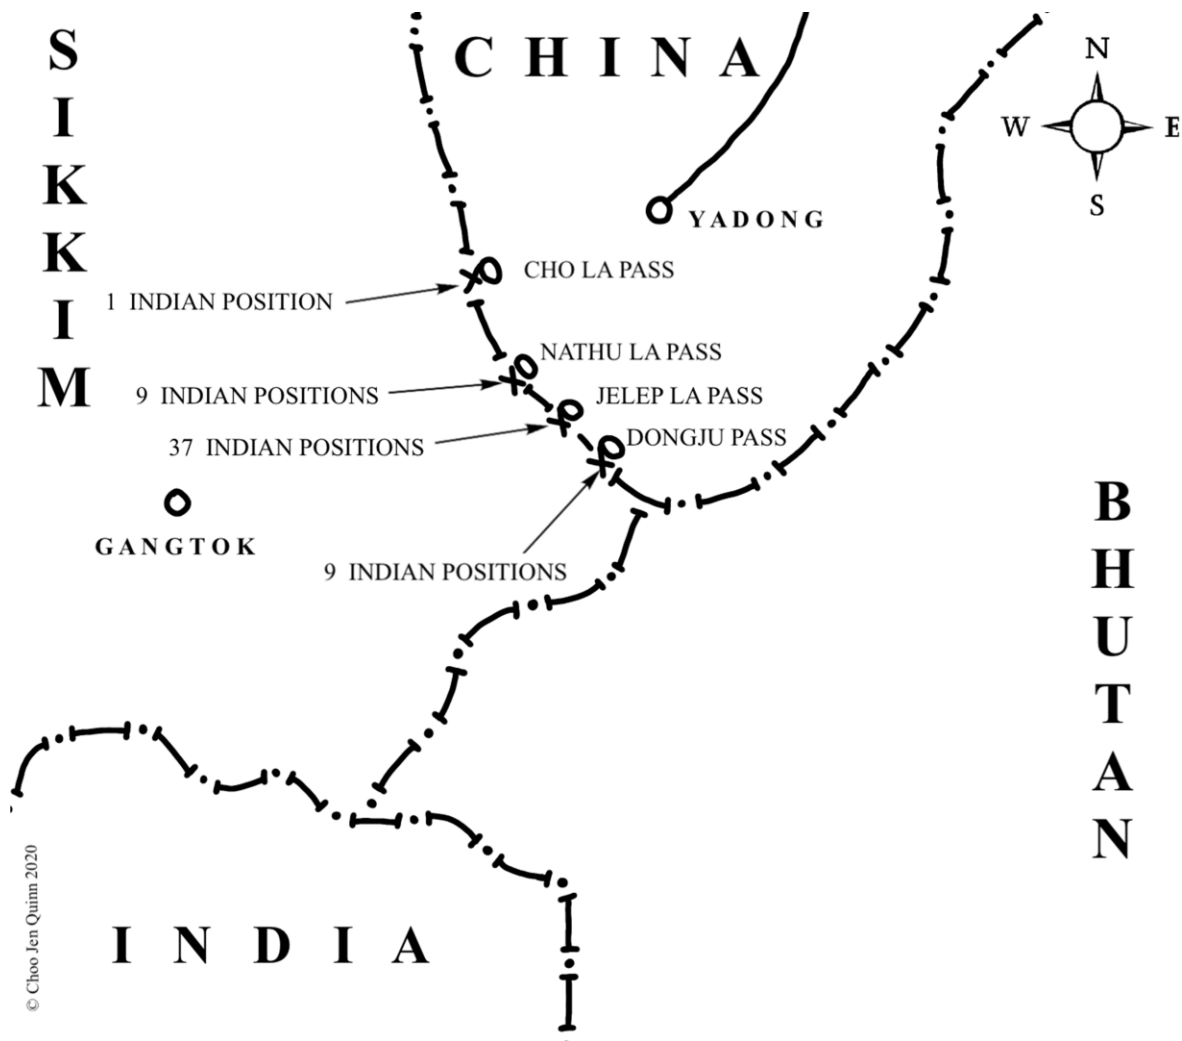 SIKKIM
CHINA
N
W E
S
YADONG
CHO LA PASS
1 INDIAN POSITION
NATHU LA PASS
9 INDIAN POSITIONS
JELEP LA PASS
37 INDIAN POSITIONS
DONGJU PASS
GANGTOK
9 INDIAN POSITIONS
BHUTAN
INDIA
© Choo Jen Quinn 2020